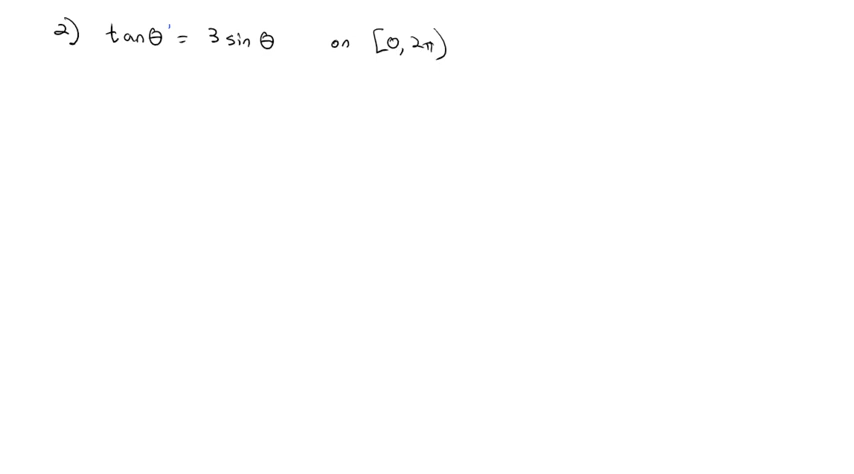 2) tanθ = 3 sin θ on [0, 2π)